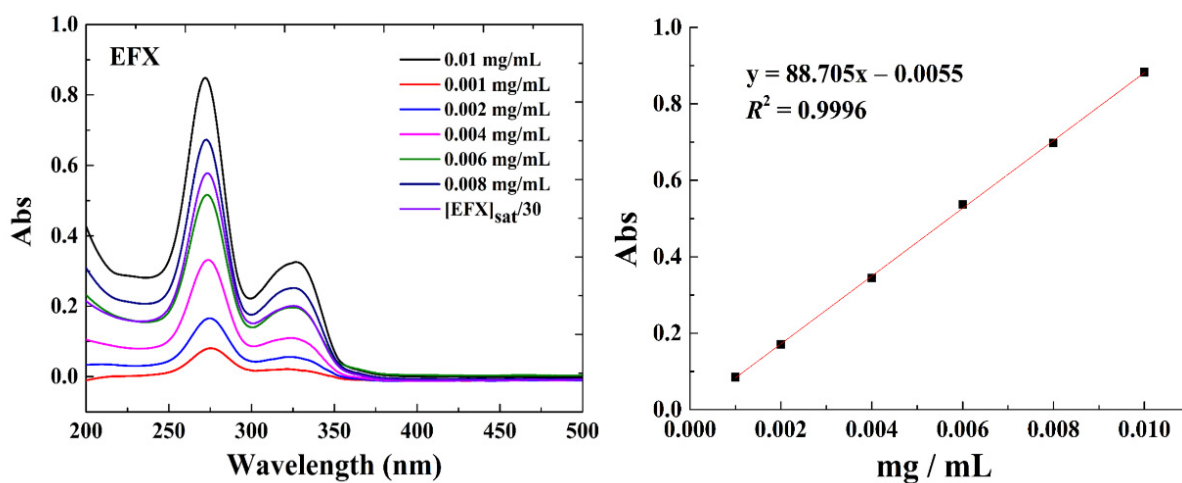 EFX
0.01 mg/mL
0.001 mg/mL
0.002 mg/mL
0.004 mg/mL
0.006 mg/mL
0.008 mg/mL
[EFX]sat/30
Abs
1.0
0.8
0.6
0.4
0.2
0.0
200 250 300 350 400 450 500
Wavelength (nm)
y = 88.705x – 0.0055
R² = 0.9996
Abs
1.0
0.8
0.6
0.4
0.2
0.0
0.000 0.002 0.004 0.006 0.008 0.010
mg / mL